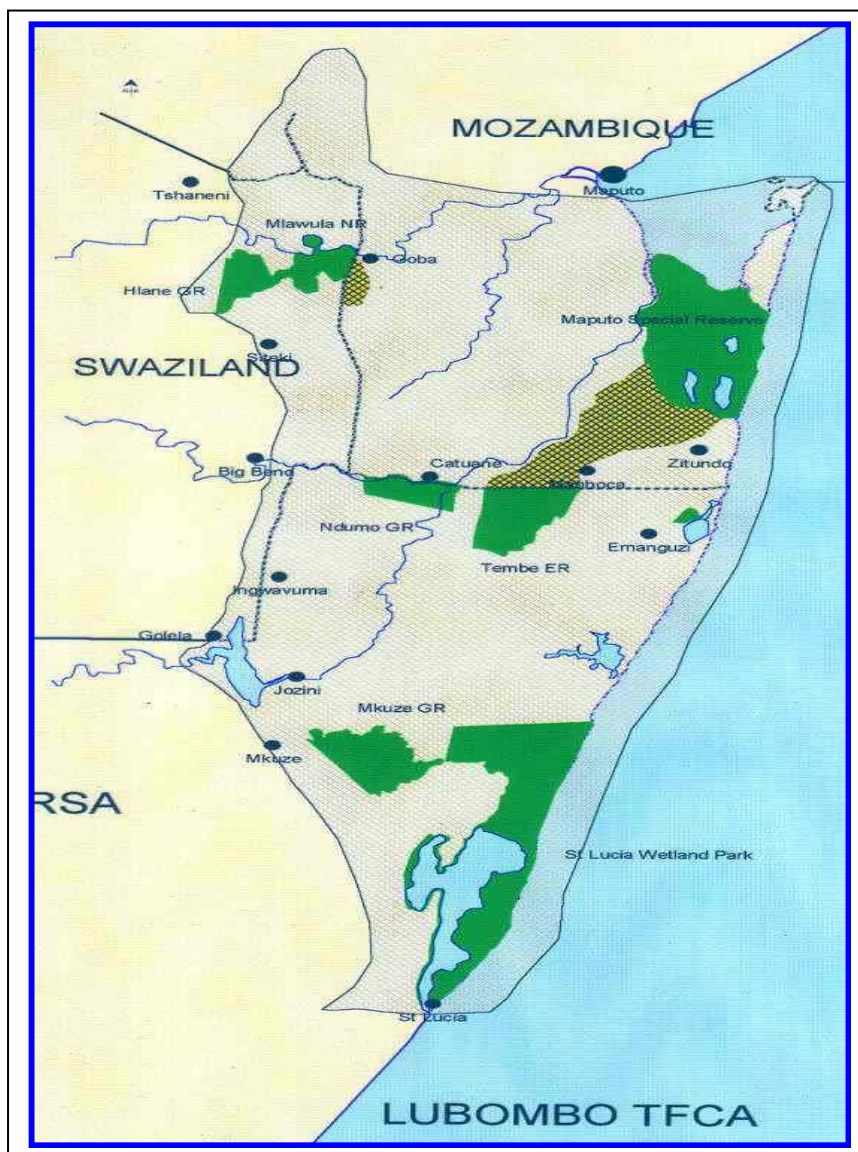 MOZAMBIQUE
Maputo
Tshaneni
Mlawula NR
Goba
Hlane GR
Maputo Special Reserve
Siteki
SWAZILAND
Big Bend
Catuane
Zitundo
Manhoca
Ndumo GR
Emanguzi
Tembe ER
Ingwavuma
Golela
Jozini
Mkuze GR
Mkuze
RSA
St Lucia Wetland Park
St Lucia
LUBOMBO TFCA